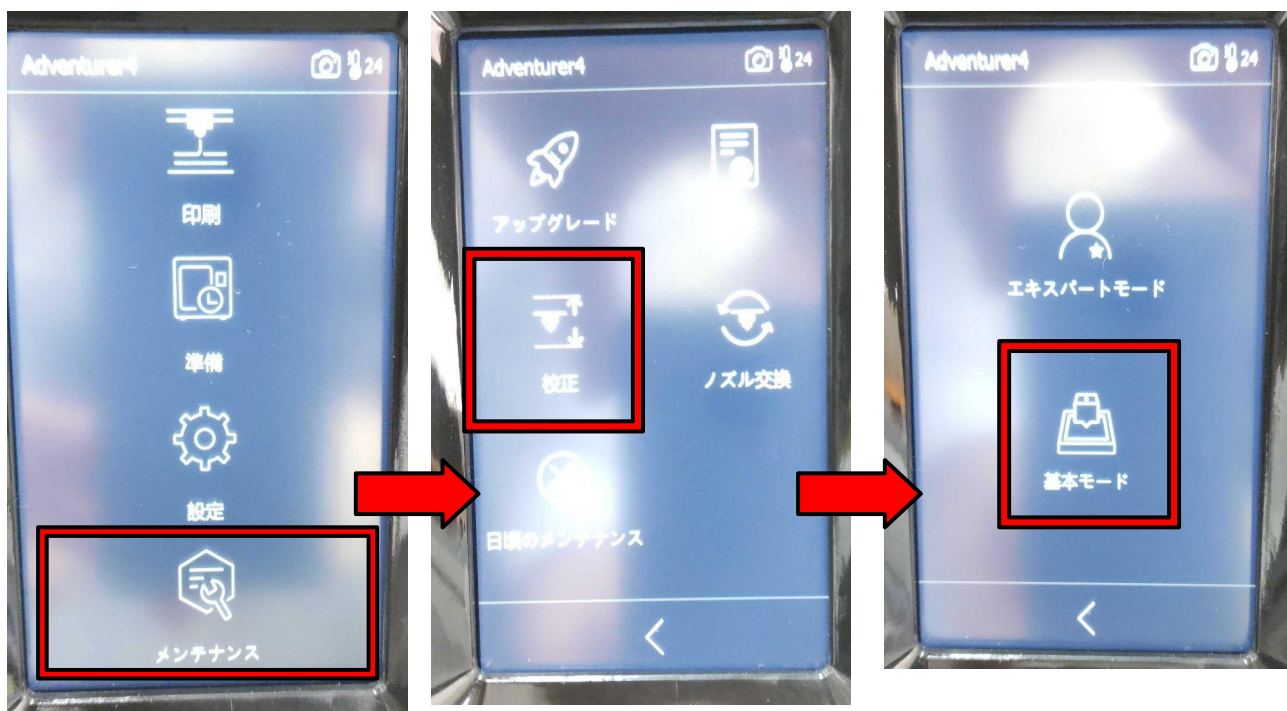 Adventurer4
24
印刷
準備
設定
メンテナンス
Adventurer4
24
アップグレード
校正
ノズル交換
日頃のメンテナンス
Adventurer4
24
エキスパートモード
基本モード